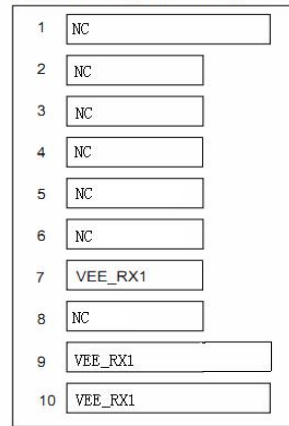 1 NC
2 NC
3 NC
4 NC
5 NC
6 NC
7 VEE_RX1
8 NC
9 VEE_RX1
10 VEE_RX1